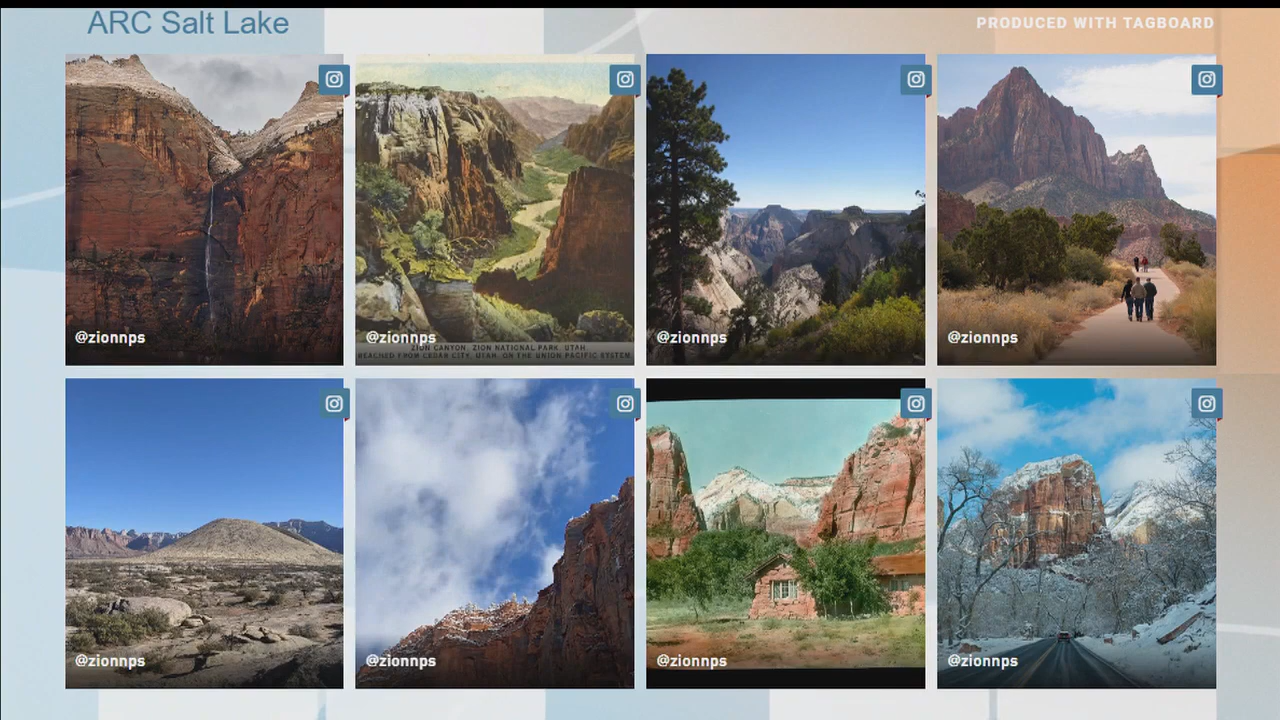 ARC Salt Lake
PRODUCED WITH TAGBOARD
@zionnps
@zionnps
ZION CANYON, ZION NATIONAL PARK, UTAH
REACHED FROM CEDAR CITY, UTAH, ON THE UNION PACIFIC SYSTEM
@zionnps
@zionnps
@zionnps
@zionnps
@zionnps
@zionnps